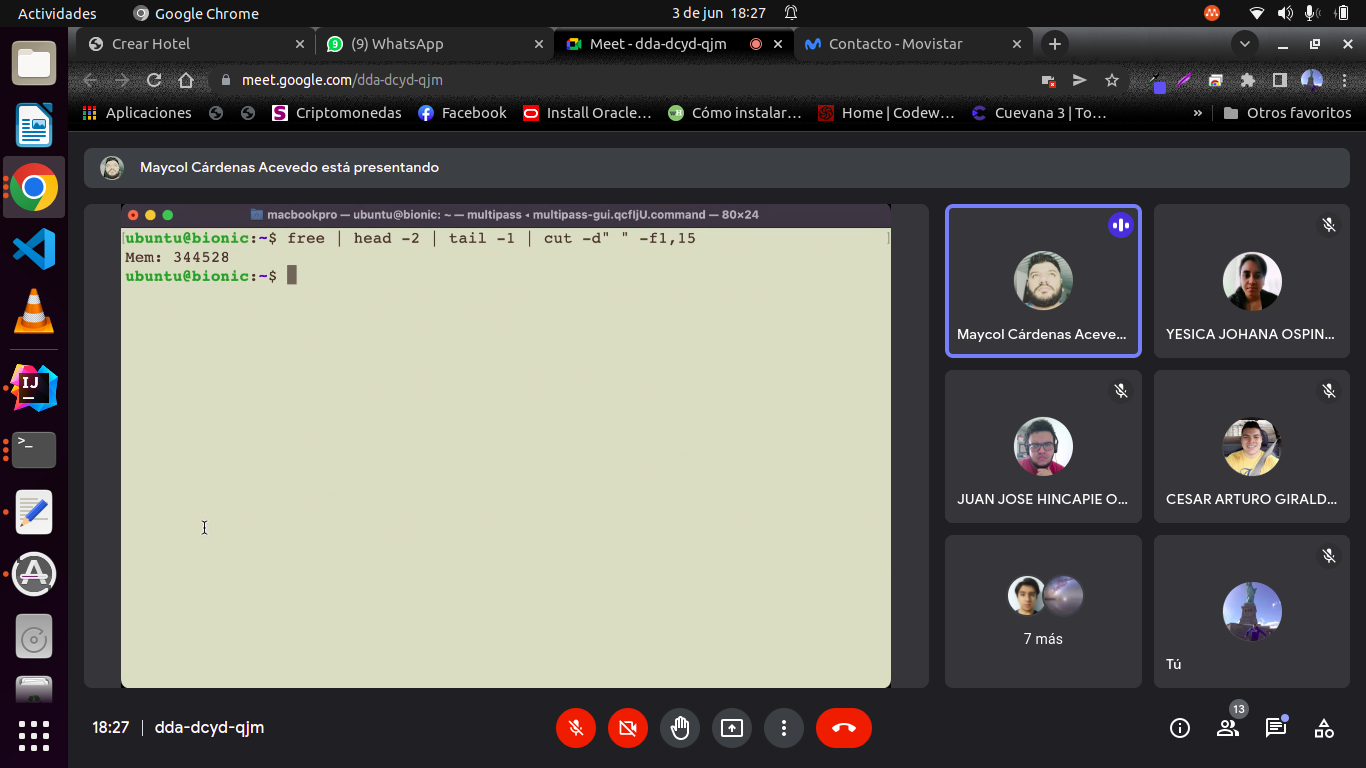 Actividades
Google Chrome
3 de jun 18:27
Crear Hotel
9
(9) WhatsApp
Meet - dda-dcyd-qjm
Contacto - Movistar
meet.google.com/dda-dcyd-qjm
Aplicaciones
Criptomonedas
Facebook
Install Oracle…
Cómo instalar…
Home | Codew…
Cuevana 3 | To…
»
Otros favoritos
Maycol Cárdenas Acevedo está presentando
macbookpro — ubuntu@bionic: ~ — multipass ◂ multipass-gui.qcfIjU.command — 80×24
ubuntu@bionic:~$ free | head -2 | tail -1 | cut -d" " -f1,15
Mem: 344528
ubuntu@bionic:~$
Maycol Cárdenas Aceve...
YESICA JOHANA OSPIN...
JUAN JOSE HINCAPIE O...
CESAR ARTURO GIRALD...
7 más
Tú
IJ
>_
18:27 | dda-dcyd-qjm
13